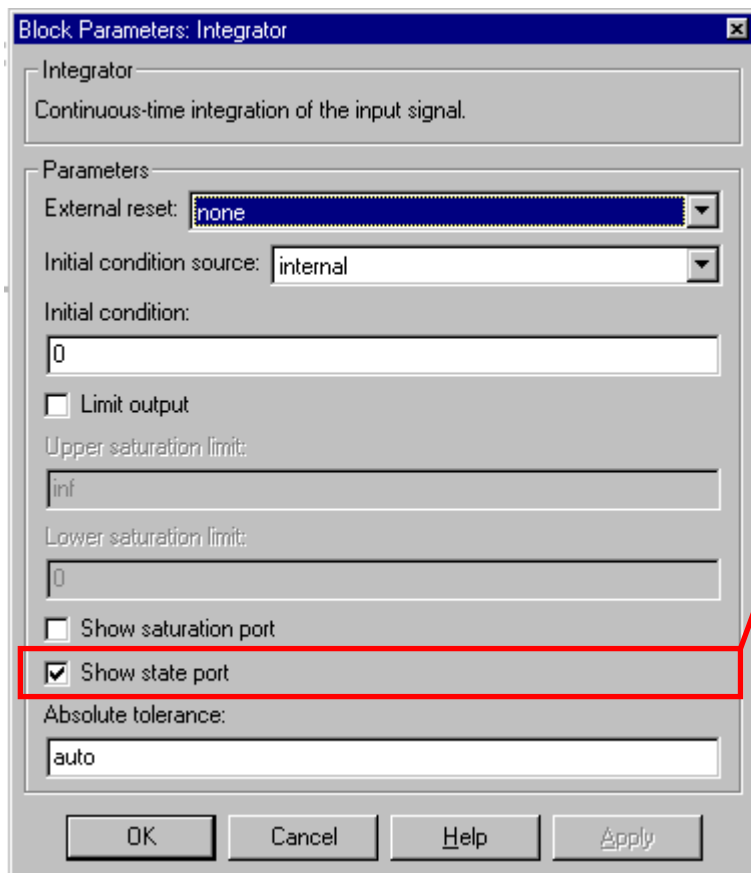 Block Parameters: Integrator
Integrator
Continuous-time integration of the input signal.
Parameters
External reset: none
Initial condition source: internal
Initial condition:
0
Limit output
Upper saturation limit:
inf
Lower saturation limit:
0
Show saturation port
Show state port
Absolute tolerance:
auto
OK Cancel Help Apply